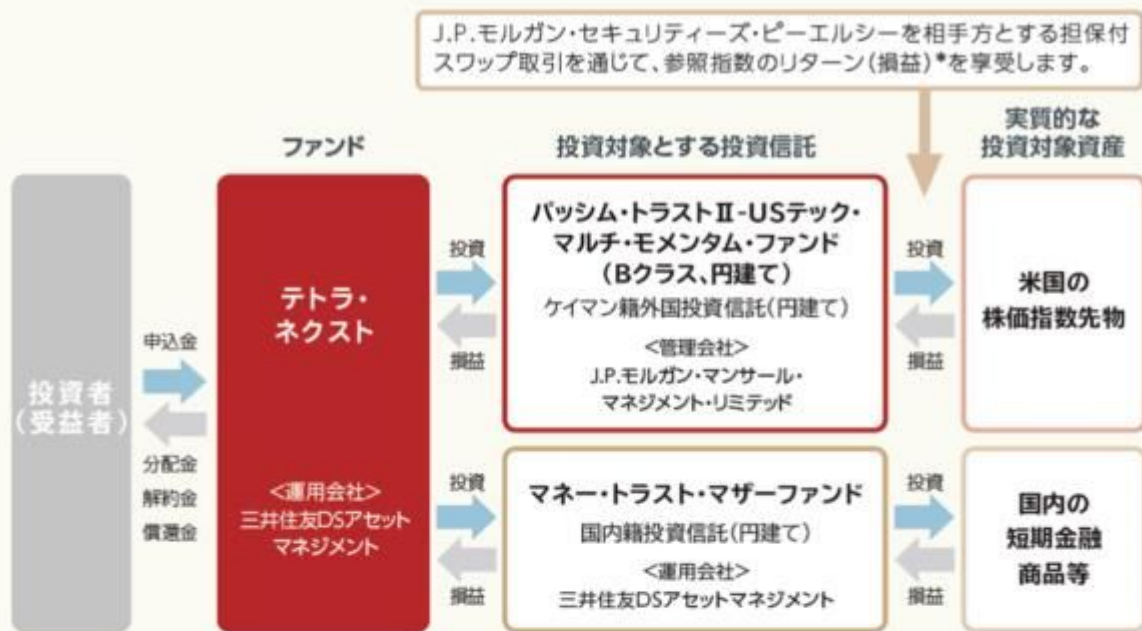 J.P.モルガン・セキュリティーズ・ピーエルシーを相手方とする担保付
スワップ取引を通じて、参照指数のリターン(損益)*を享受します。
ファンド
投資対象とする投資信託
実質的な
投資対象資産
投資者
(受益者)
申込金
分配金
解約金
償還金
テトラ・
ネクスト
<運用会社>
三井住友DSアセット
マネジメント
投資
損益
パッシム・トラストⅡ-USテック・
マルチ・モメンタム・ファンド
(Bクラス、円建て)
ケイマン籍外国投資信託(円建て)
<管理会社>
J.P.モルガン・マンサール・
マネジメント・リミテッド
投資
損益
米国の
株価指数先物
投資
損益
マネー・トラスト・マザーファンド
国内籍投資信託(円建て)
<運用会社>
三井住友DSアセットマネジメント
投資
損益
国内の
短期金融
商品等